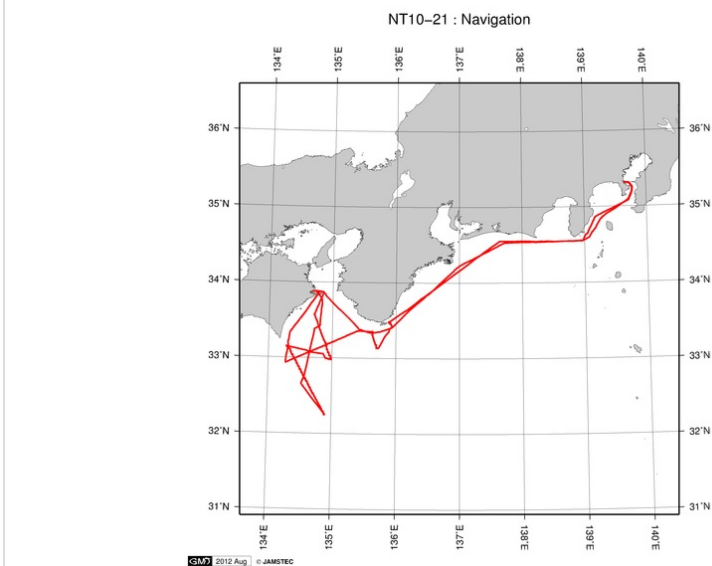 NT10−21 : Navigation
134˚E 135˚E 136˚E 137˚E 138˚E 139˚E 140˚E
36˚N 36˚N
35˚N 35˚N
34˚N 34˚N
33˚N 33˚N
32˚N 32˚N
31˚N 31˚N
134˚E 135˚E 136˚E 137˚E 138˚E 139˚E 140˚E
GMD 2012 Aug © JAMSTEC